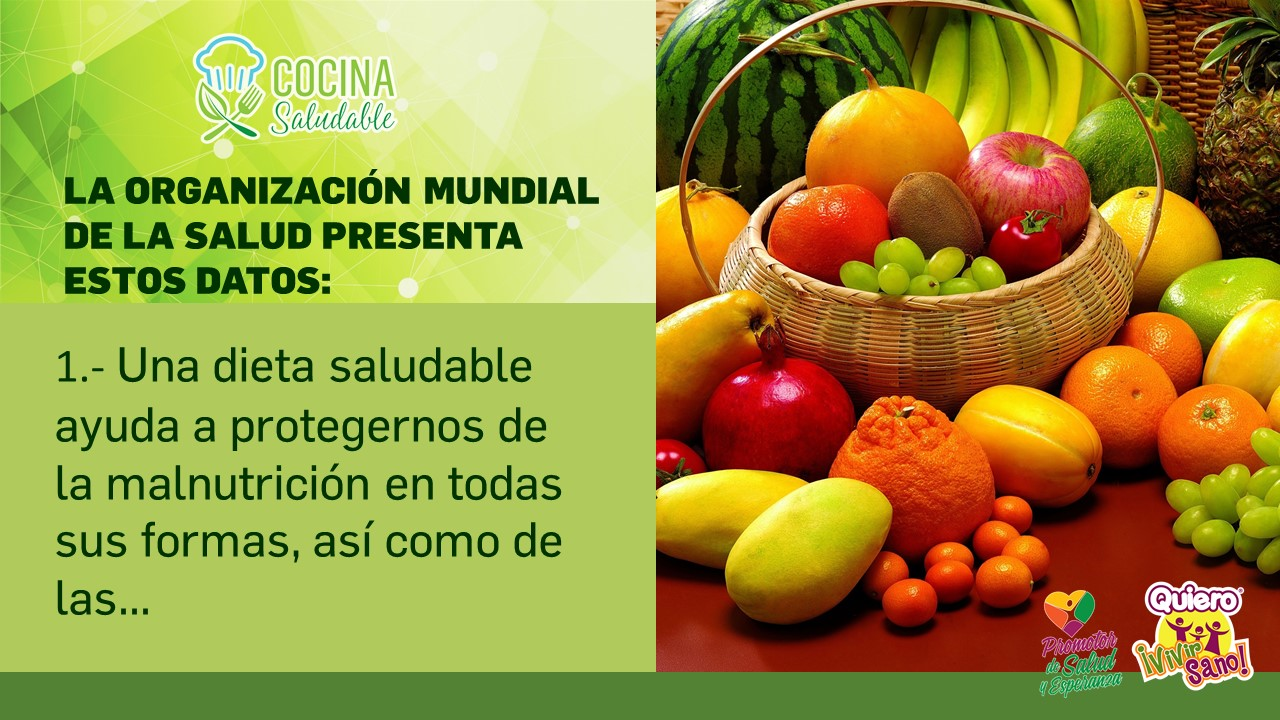 COCINA
Saludable
LA ORGANIZACIÓN MUNDIAL
DE LA SALUD PRESENTA
ESTOS DATOS:
1.- Una dieta saludable
ayuda a protegernos de
la malnutrición en todas
sus formas, así como de
las...
Promotor
de Salud
y Esperanza
Quiero
¡Vivir
Sano!